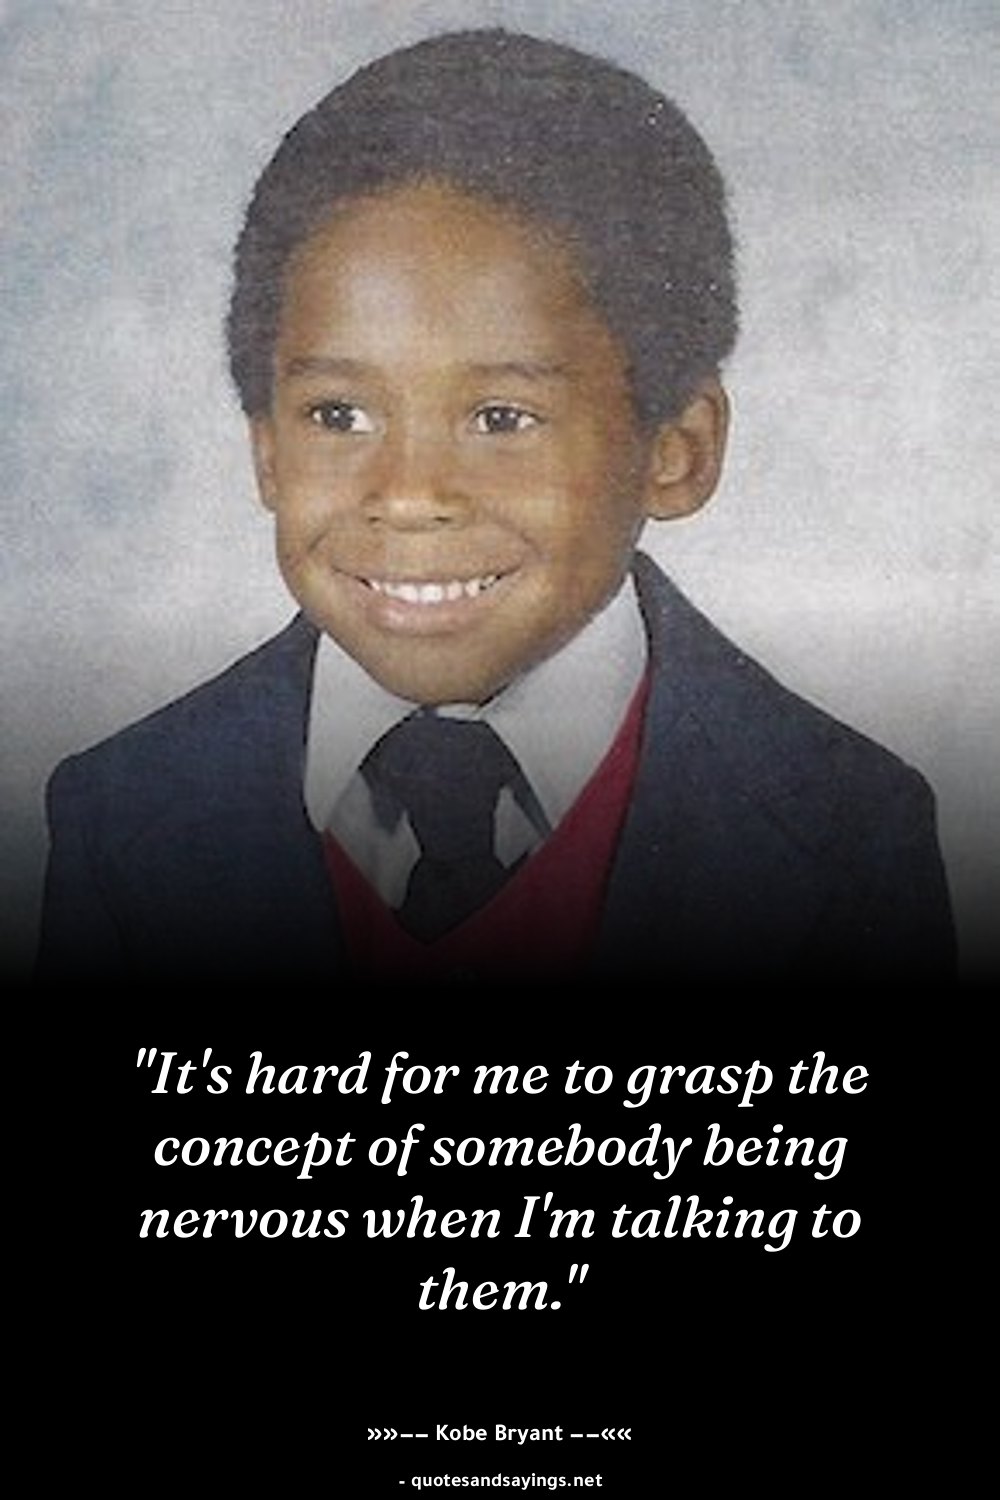 "It's hard for me to grasp the
concept of somebody being
nervous when I'm talking to
them."
»»–– Kobe Bryant ––««
- quotesandsayings.net